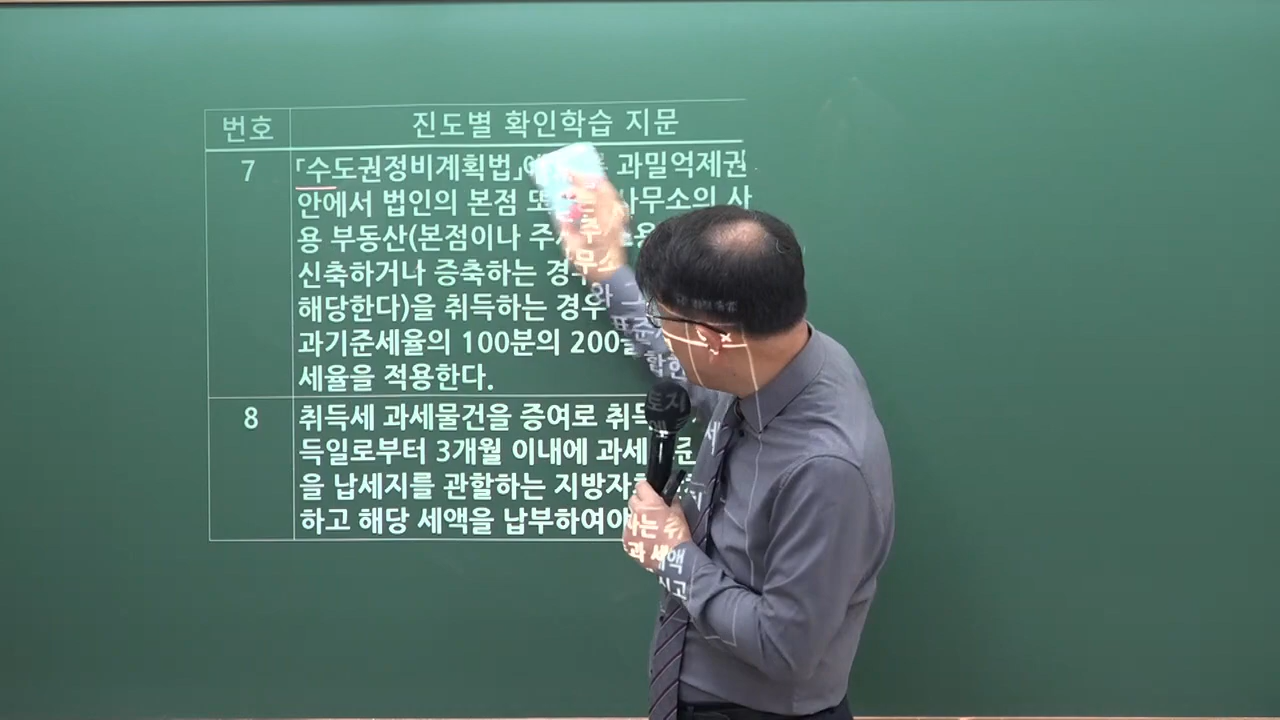 번호 진도별 확인학습 지문
7 「수도권정비계획법」에 과밀억제권
안에서 법인의 본점 또는 사무소의 사
용 부동산(본점이나 주사
신축하거나 증축하는 경우
해당한다)을 취득하는 경우
과기준세율의 100분의 200을
세율을 적용한다.
8 취득세 과세물건을 증여로 취득
득일로부터 3개월 이내에 과세
을 납세지를 관할하는 지방자
하고 해당 세액을 납부하여야